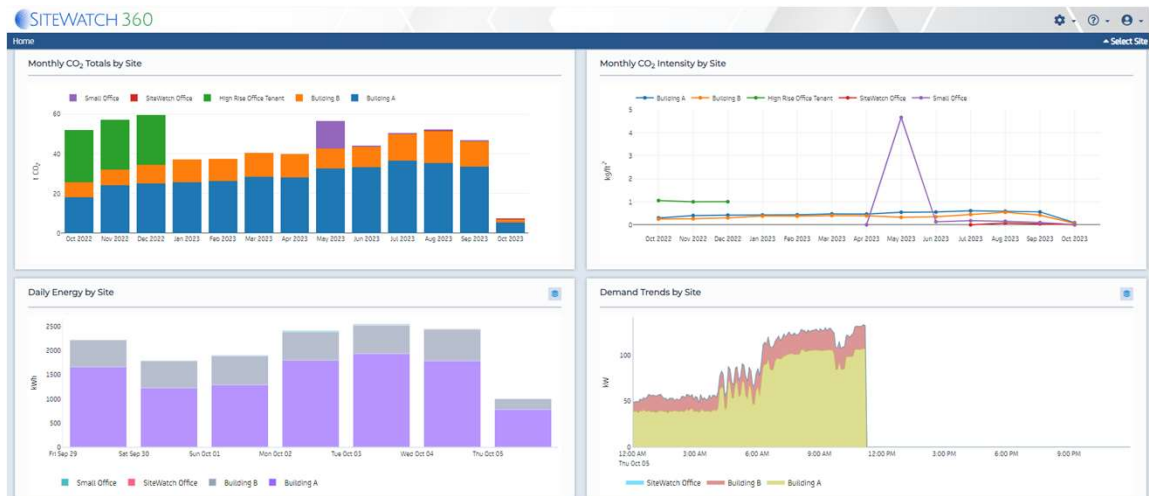 SITEWATCH 360
Home
Select Site
Monthly CO₂ Totals by Site
Small Office SiteWatch Office High Rise Office Tenant Building B Building A
60
40
20
0
t CO₂
Oct 2022 Nov 2022 Dec 2022 Jan 2023 Feb 2023 Mar 2023 Apr 2023 May 2023 Jun 2023 Jul 2023 Aug 2023 Sep 2023 Oct 2023
Monthly CO₂ Intensity by Site
Building A Building B High Rise Office Tenant SiteWatch Office Small Office
5
4
3
2
1
0
kg/ft²
Oct 2022 Nov 2022 Dec 2022 Jan 2023 Feb 2023 Mar 2023 Apr 2023 May 2023 Jun 2023 Jul 2023 Aug 2023 Sep 2023 Oct 2023
Daily Energy by Site
2500
2000
1500
1000
500
0
kWh
Fri Sep 29 Sat Sep 30 Sun Oct 01 Mon Oct 02 Tue Oct 03 Wed Oct 04 Thu Oct 05
Small Office SiteWatch Office Building B Building A
Demand Trends by Site
100
50
0
kW
12:00 AM 3:00 AM 6:00 AM 9:00 AM 12:00 PM 3:00 PM 6:00 PM 9:00 PM
Thu Oct 05
SiteWatch Office Building B Building A